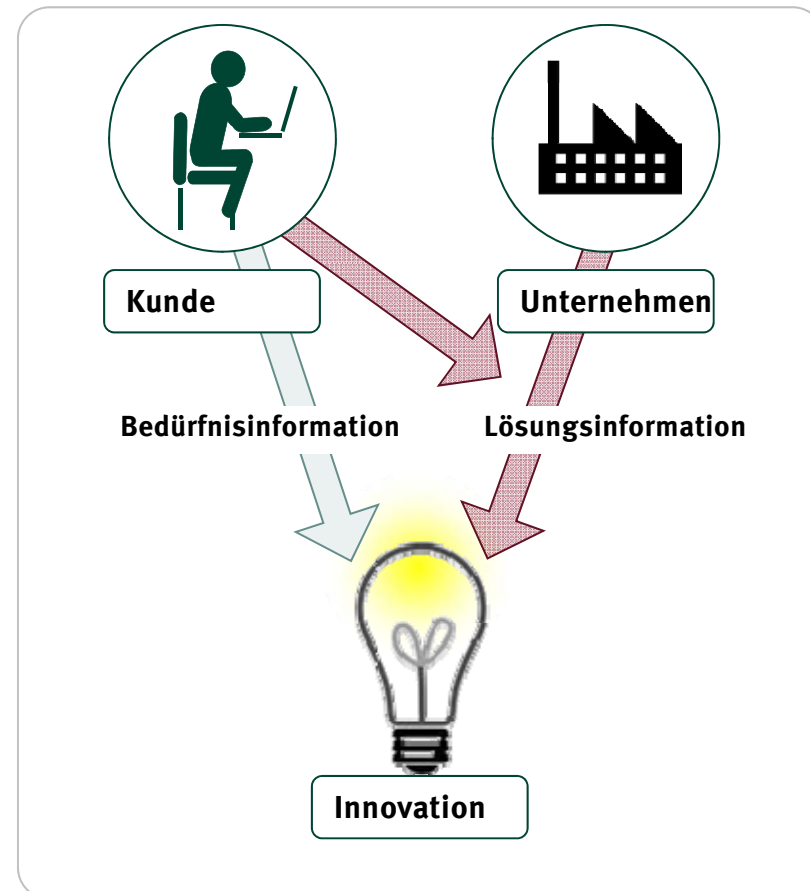 Kunde
Unternehmen
Bedürfnisinformation
Lösungsinformation
Innovation